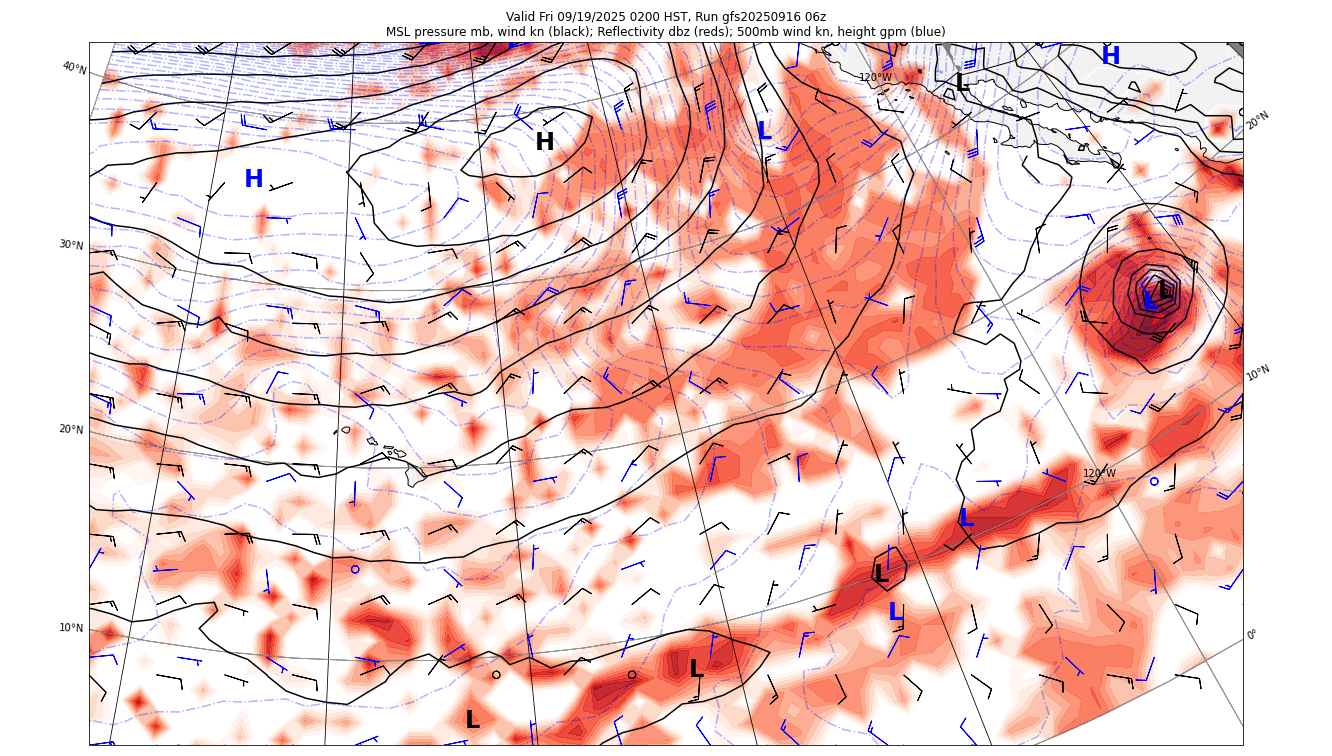 Valid Fri 09/19/2025 0200 HST, Run gfs20250916 06z
MSL pressure mb, wind kn (black); Reflectivity dbz (reds); 500mb wind kn, height gpm (blue)
H
40°N
120°W
L
20°N
L
H
H
30°N
L
L
10°N
20°N
120°W
L
L
L
10°N
0°
L
L